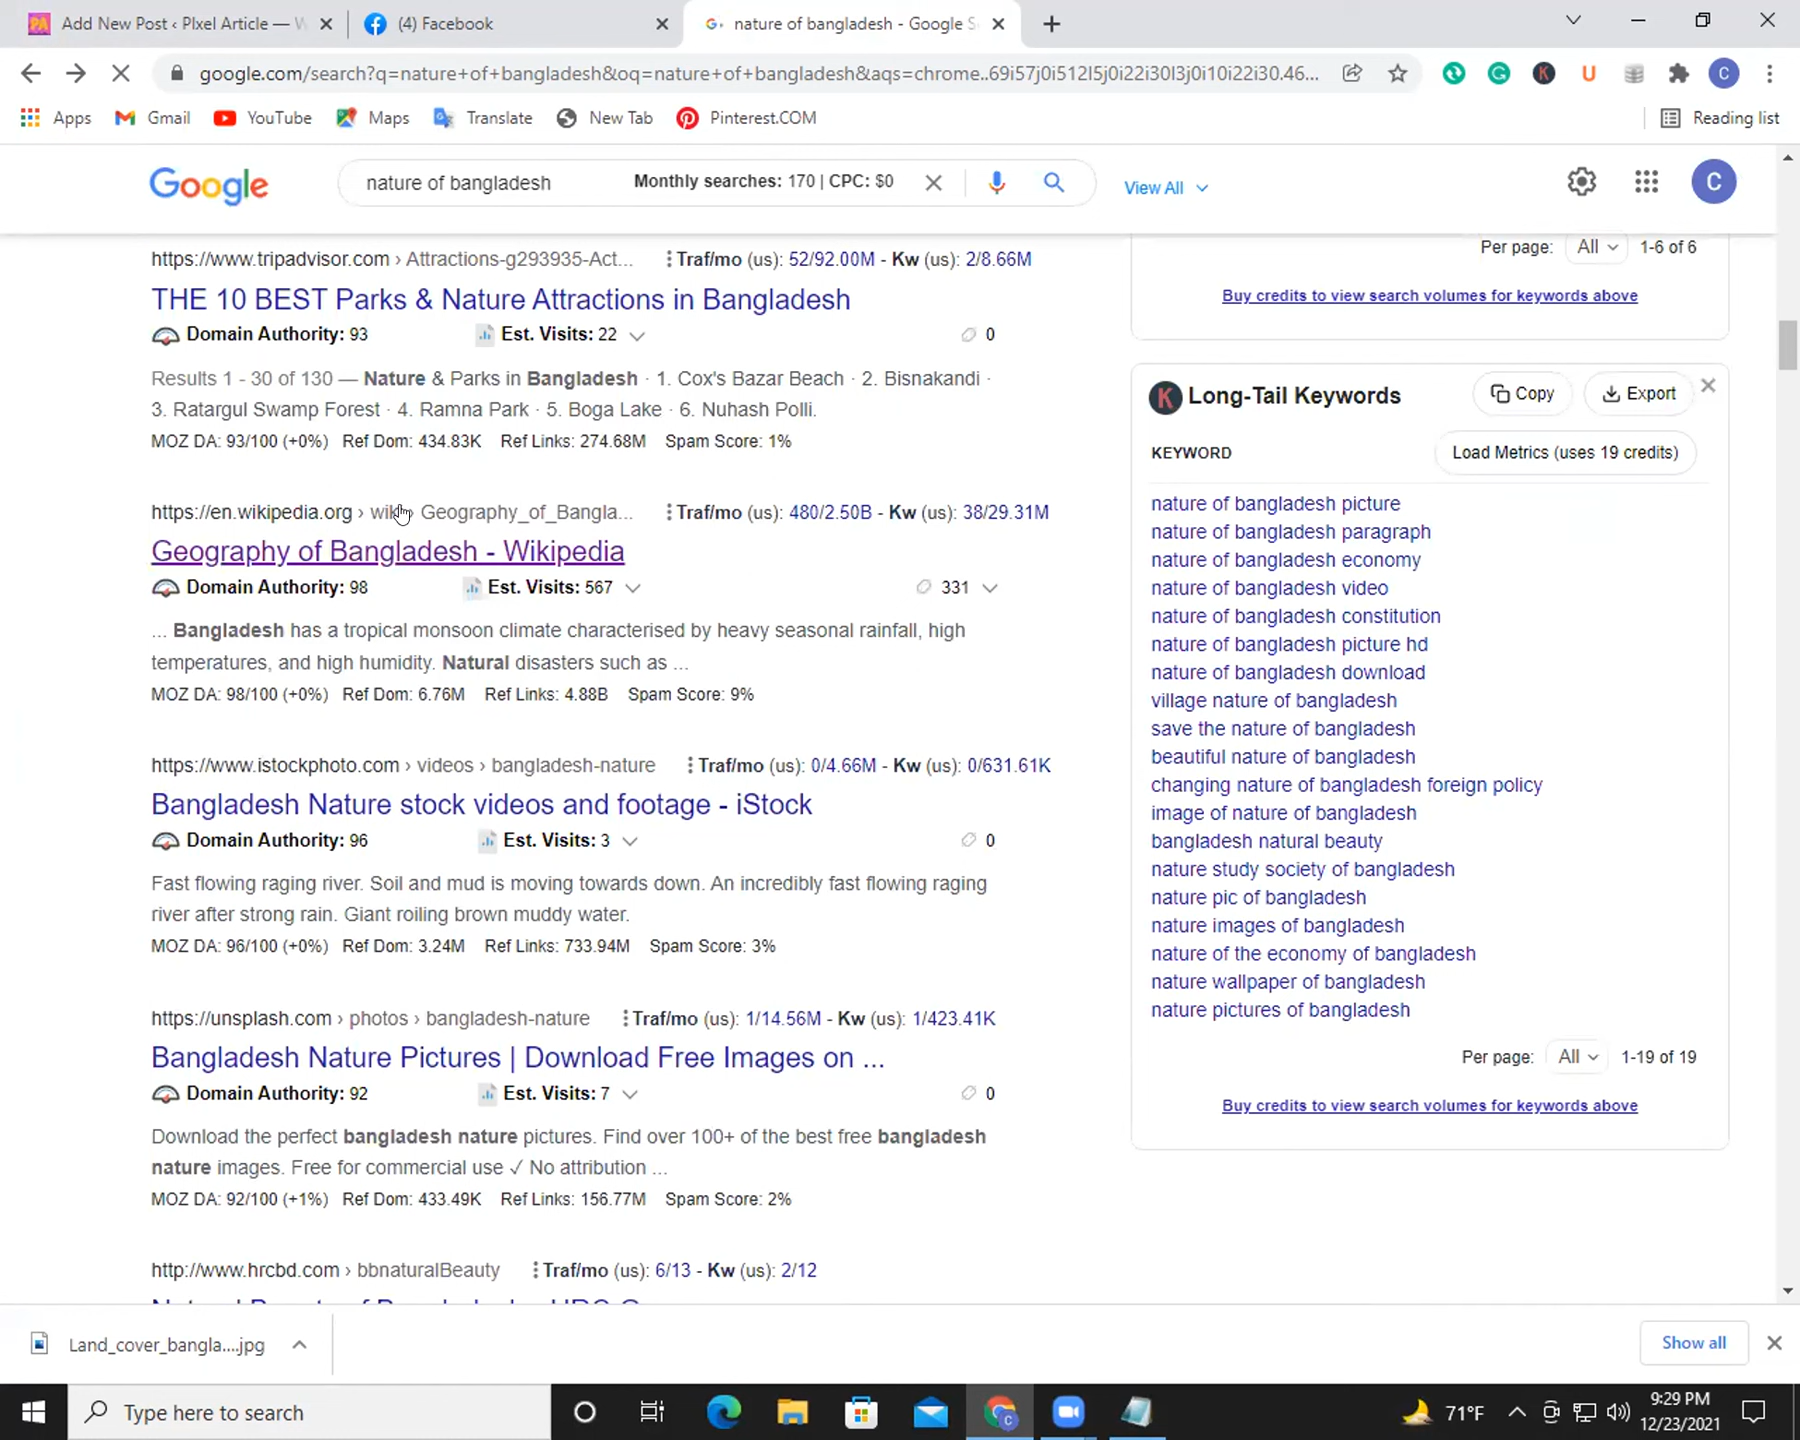 Add New Post ‹ PIxel Article — W
(4) Facebook
nature of bangladesh - Google S
google.com/search?q=nature+of+bangladesh&oq=nature+of+bangladesh&aqs=chrome..69i57j0i512l5j0i22i30l3j0i10i22i30.46...
Apps
Gmail
YouTube
Maps
Translate
New Tab
Pinterest.COM
Reading list
Google
nature of bangladesh
Monthly searches: 170 | CPC: $0
View All
C
https://www.tripadvisor.com › Attractions-g293935-Act...
Traf/mo (us): 52/92.00M - Kw (us): 2/8.66M
THE 10 BEST Parks & Nature Attractions in Bangladesh
Domain Authority: 93
Est. Visits: 22
0
Results 1 - 30 of 130 — Nature & Parks in Bangladesh · 1. Cox's Bazar Beach · 2. Bisnakandi ·
3. Ratargul Swamp Forest · 4. Ramna Park · 5. Boga Lake · 6. Nuhash Polli.
MOZ DA: 93/100 (+0%) Ref Dom: 434.83K Ref Links: 274.68M Spam Score: 1%
https://en.wikipedia.org › wiki › Geography_of_Bangla...
Traf/mo (us): 480/2.50B - Kw (us): 38/29.31M
Geography of Bangladesh - Wikipedia
Domain Authority: 98
Est. Visits: 567
331
... Bangladesh has a tropical monsoon climate characterised by heavy seasonal rainfall, high
temperatures, and high humidity. Natural disasters such as ...
MOZ DA: 98/100 (+0%) Ref Dom: 6.76M Ref Links: 4.88B Spam Score: 9%
https://www.istockphoto.com › videos › bangladesh-nature
Traf/mo (us): 0/4.66M - Kw (us): 0/631.61K
Bangladesh Nature stock videos and footage - iStock
Domain Authority: 96
Est. Visits: 3
0
Fast flowing raging river. Soil and mud is moving towards down. An incredibly fast flowing raging
river after strong rain. Giant roiling brown muddy water.
MOZ DA: 96/100 (+0%) Ref Dom: 3.24M Ref Links: 733.94M Spam Score: 3%
https://unsplash.com › photos › bangladesh-nature
Traf/mo (us): 1/14.56M - Kw (us): 1/423.41K
Bangladesh Nature Pictures | Download Free Images on ...
Domain Authority: 92
Est. Visits: 7
0
Download the perfect bangladesh nature pictures. Find over 100+ of the best free bangladesh
nature images. Free for commercial use ✓ No attribution ...
MOZ DA: 92/100 (+1%) Ref Dom: 433.49K Ref Links: 156.77M Spam Score: 2%
http://www.hrcbd.com › bbnaturalBeauty
Traf/mo (us): 6/13 - Kw (us): 2/12
Per page: All 1-6 of 6
Buy credits to view search volumes for keywords above
K Long-Tail Keywords
Copy
Export
KEYWORD
Load Metrics (uses 19 credits)
nature of bangladesh picture
nature of bangladesh paragraph
nature of bangladesh economy
nature of bangladesh video
nature of bangladesh constitution
nature of bangladesh picture hd
nature of bangladesh download
village nature of bangladesh
save the nature of bangladesh
beautiful nature of bangladesh
changing nature of bangladesh foreign policy
image of nature of bangladesh
bangladesh natural beauty
nature study society of bangladesh
nature pic of bangladesh
nature images of bangladesh
nature of the economy of bangladesh
nature wallpaper of bangladesh
nature pictures of bangladesh
Per page: All 1-19 of 19
Buy credits to view search volumes for keywords above
Land_cover_bangla....jpg
Show all
Type here to search
71°F
9:29 PM
12/23/2021